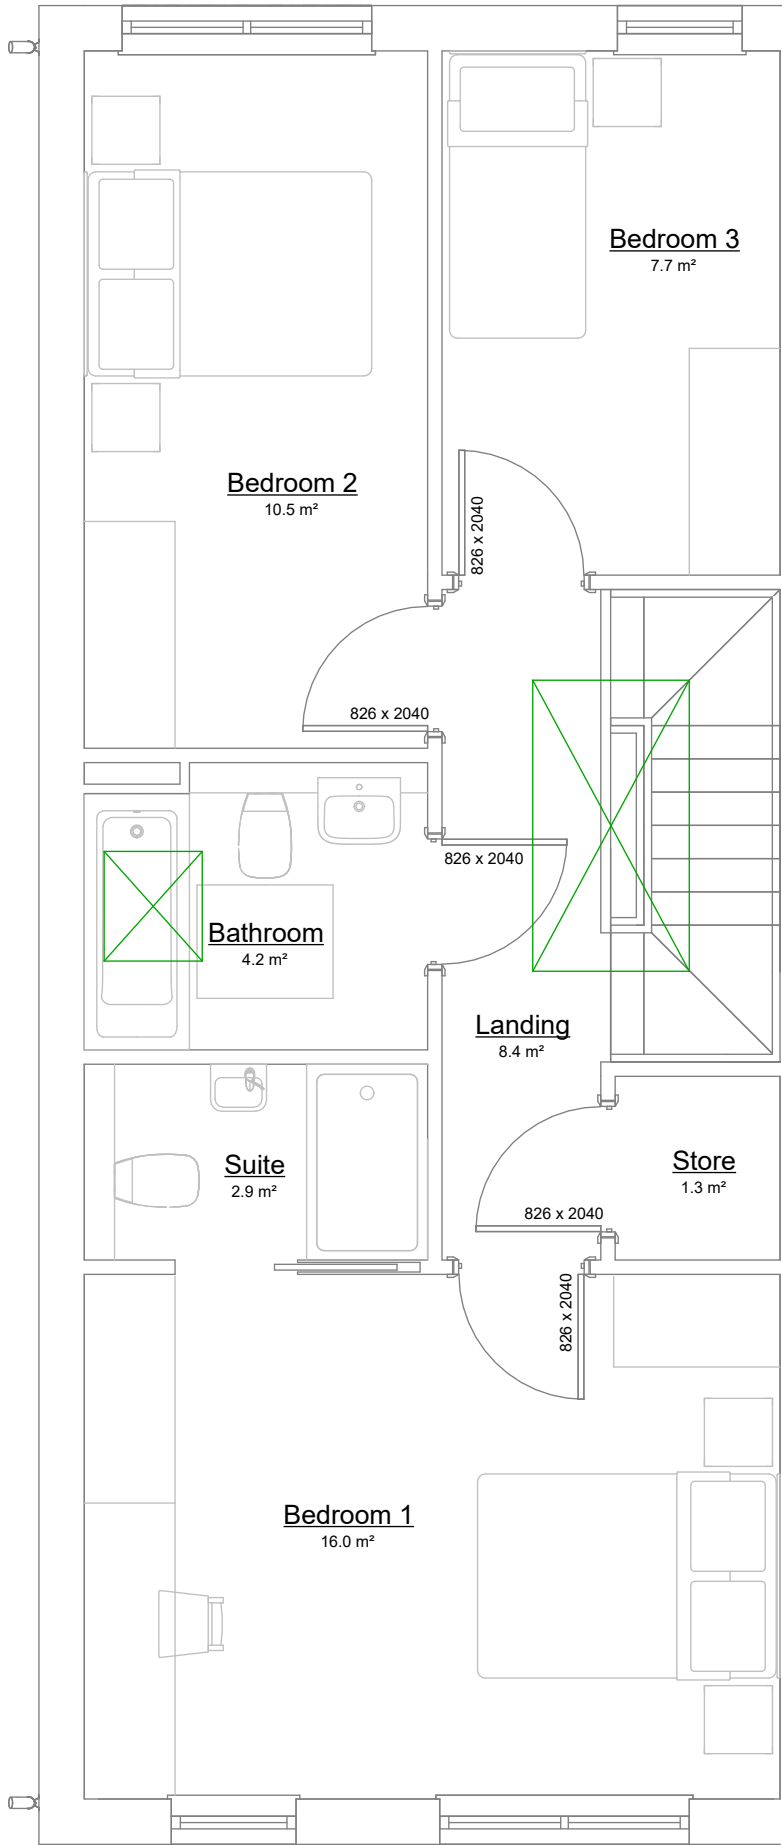 Bedroom 3
7.7 m²
Bedroom 2
10.5 m²
826 x 2040
826 x 2040
826 x 2040
Bathroom
4.2 m²
Landing
8.4 m²
Suite
2.9 m²
Store
1.3 m²
826 x 2040
826 x 2040
Bedroom 1
16.0 m²